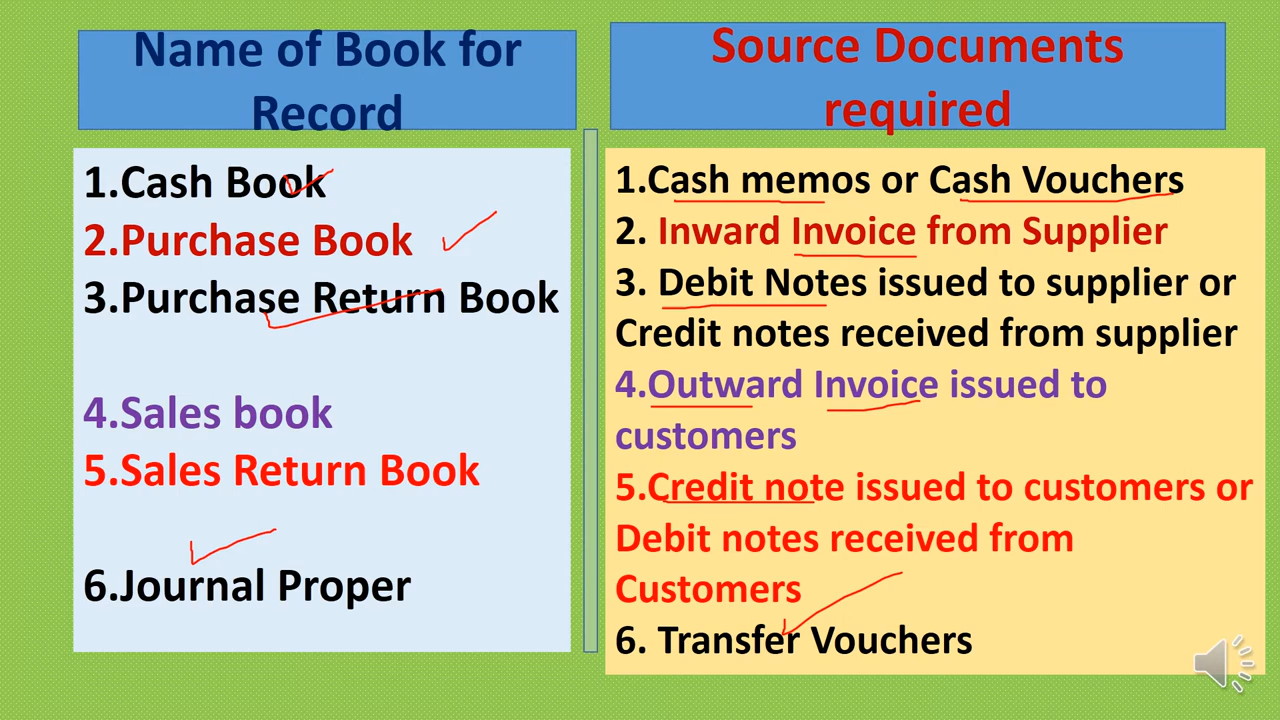 Name of Book for
Record
Source Documents
required
1.Cash Book
2.Purchase Book
3.Purchase Return Book
4.Sales book
5.Sales Return Book
6.Journal Proper
1.Cash memos or Cash Vouchers
2. Inward Invoice from Supplier
3. Debit Notes issued to supplier or
Credit notes received from supplier
4.Outward Invoice issued to
customers
5.Credit note issued to customers or
Debit notes received from
Customers
6. Transfer Vouchers